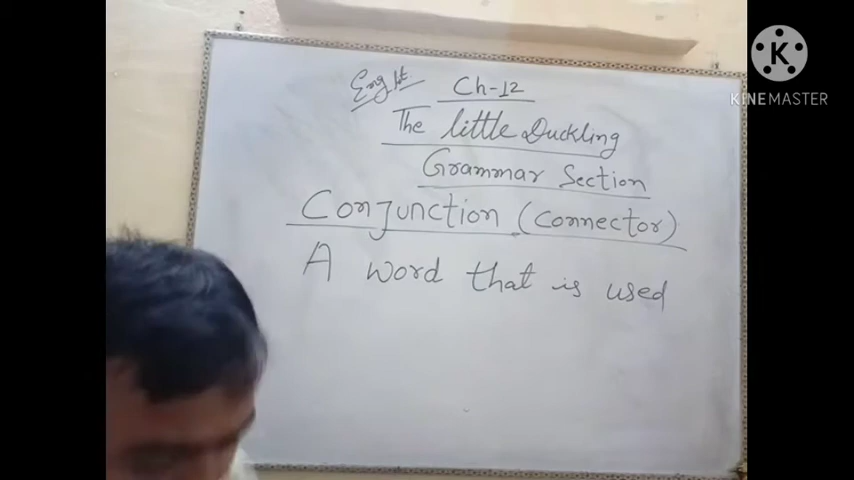 English Ch-12
The little Duckling
Grammar Section
Conjunction (Connector)
A word that is used
K
KINEMASTER